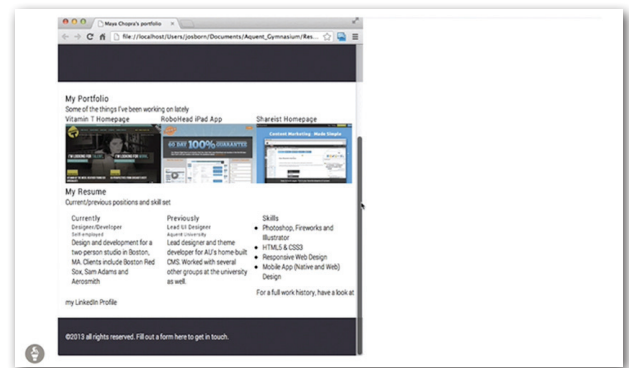 Maya Chopra's portfolio
file://localhost/Users/josborn/Documents/Aquent_Gymnasium/Res...
My Portfolio
Some of the things I've been working on lately
Vitamin T Homepage RoboHead iPad App Shareist Homepage
60 DAY 100% GUARANTEE
Content Marketing Made Simple
My Resume
Current/previous positions and skill set
Currently
Designer/Developer
Self employed
Design and development for a
two-person studio in Boston,
MA. Clients include Boston Red
Sox, Sam Adams and
Aerosmith
Previously
Lead UI Designer
Aquent University
Lead designer and theme
developer for AU's home-built
CMS. Worked with several
other groups at the university
as well.
Skills
Photoshop, Fireworks and
Illustrator
HTML5 & CSS3
Responsive Web Design
Mobile App (Native and Web)
Design
For a full work history, have a look at
my LinkedIn Profile
©2013 all rights reserved. Fill out a form here to get in touch.